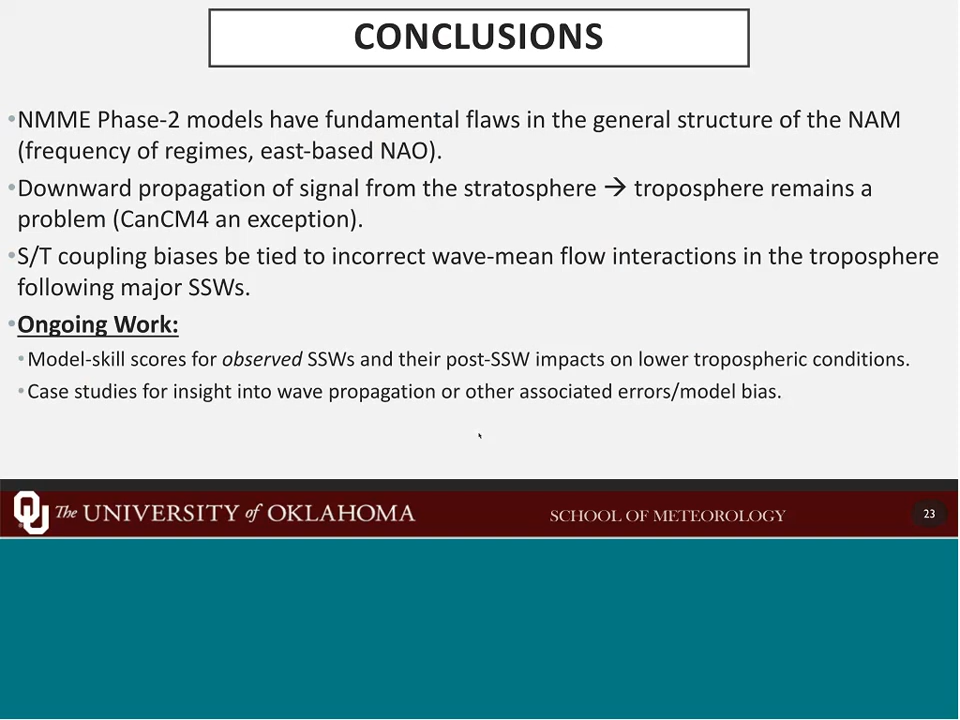 CONCLUSIONS
•NMME Phase-2 models have fundamental flaws in the general structure of the NAM
(frequency of regimes, east-based NAO).
•Downward propagation of signal from the stratosphere → troposphere remains a
problem (CanCM4 an exception).
•S/T coupling biases be tied to incorrect wave-mean flow interactions in the troposphere
following major SSWs.
•Ongoing Work:
•Model-skill scores for observed SSWs and their post-SSW impacts on lower tropospheric conditions.
•Case studies for insight into wave propagation or other associated errors/model bias.
The UNIVERSITY of OKLAHOMA
SCHOOL OF METEOROLOGY
23